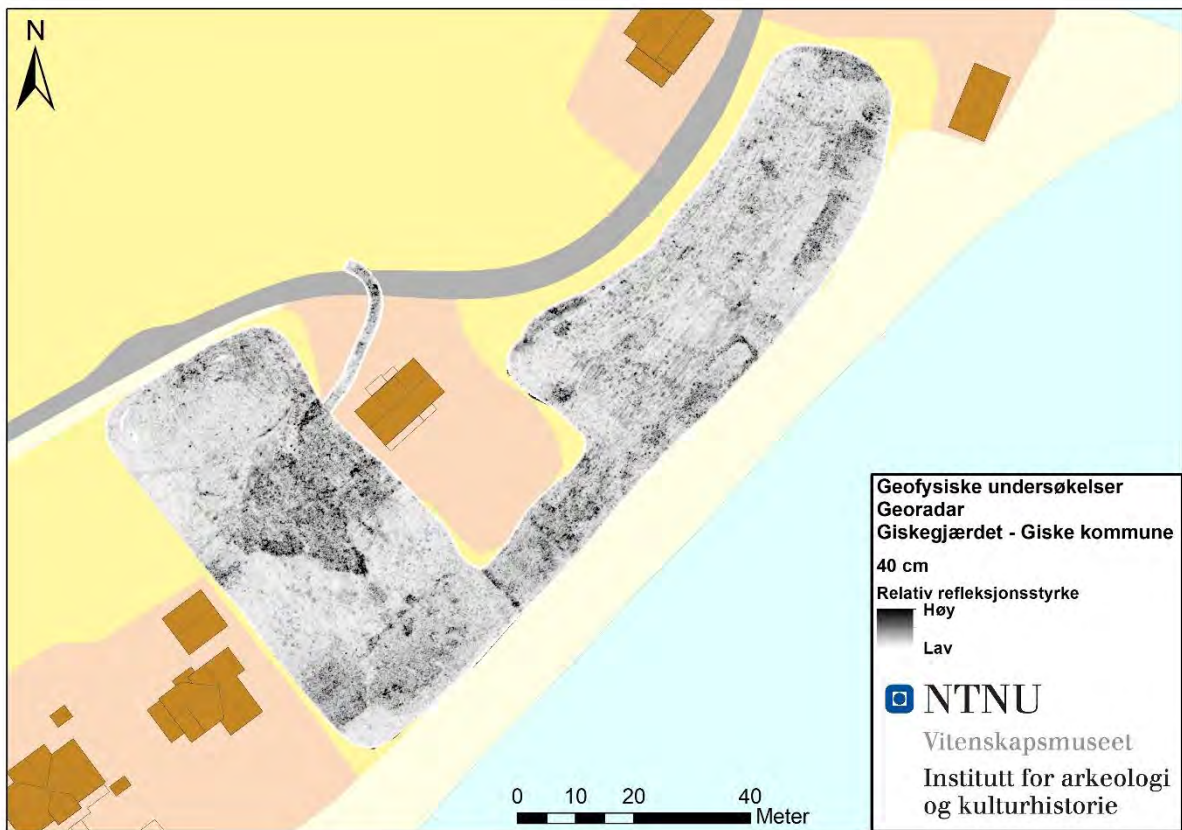 N
Geofysiske undersøkelser
Georadar
Giskegjærdet - Giske kommune
40 cm
Relativ refleksjonsstyrke
Høy
Lav
NTNU
Vitenskapsmuseet
Institutt for arkeologi
og kulturhistorie
0 10 20 40
Meter